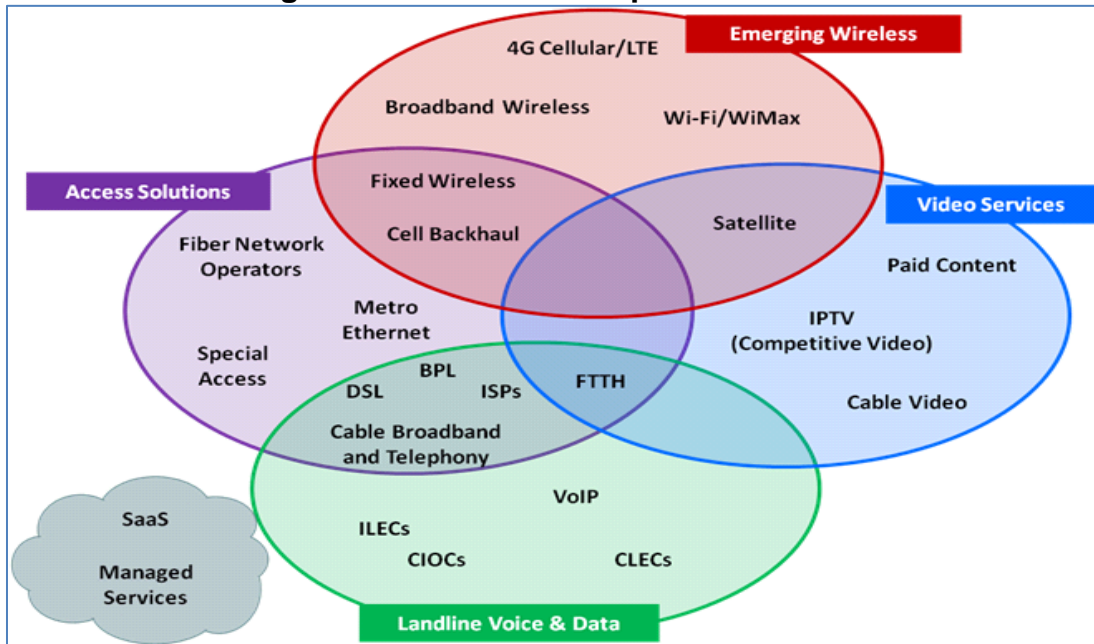 4G Cellular/LTE
Emerging Wireless
Broadband Wireless
Wi-Fi/WiMax
Access Solutions
Fixed Wireless
Video Services
Cell Backhaul
Satellite
Fiber Network
Operators
Paid Content
Metro
Ethernet
IPTV
(Competitive Video)
Special
Access
BPL
DSL
ISPs
FTTH
Cable Video
Cable Broadband
and Telephony
VoIP
SaaS
ILECs
CIOCs
CLECs
Managed
Services
Landline Voice & Data